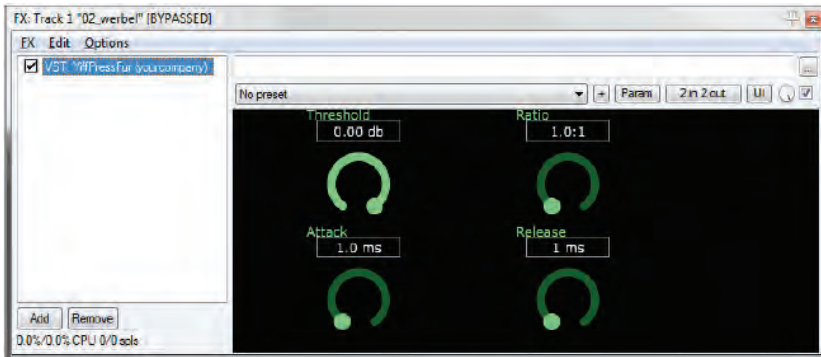 FX: Track 1 "02_werbel" [BYPASSED]
FX Edit Options
VST: (yourcompany)
No preset + Param 2 in 2 out UI
Threshold
0.00 db
Ratio
1.0:1
Attack
1.0 ms
Release
1 ms
Add Remove
0.0%/0.0% CPU 0/0 spls